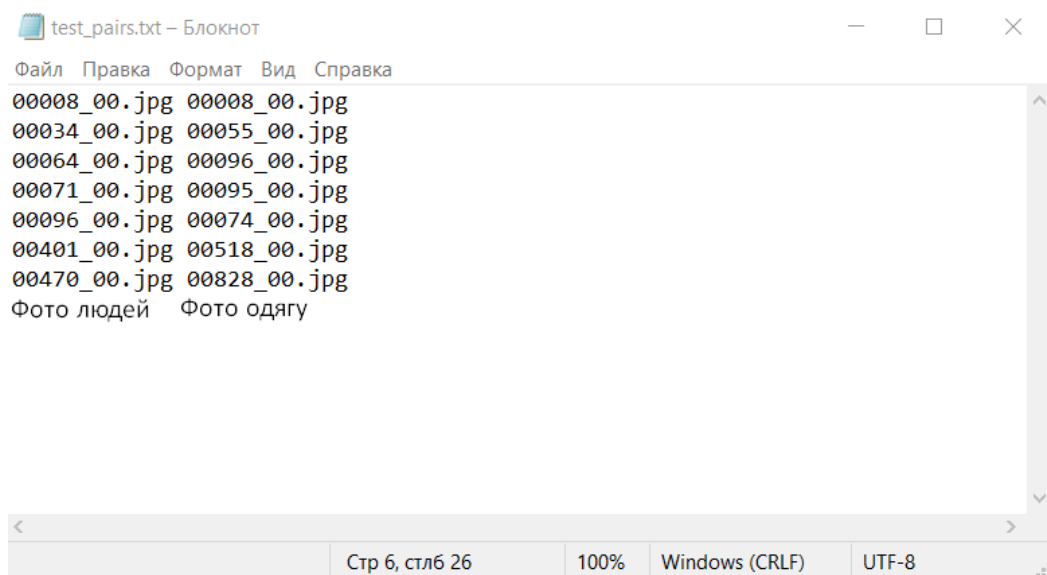 test_pairs.txt – Блокнот
Файл Правка Формат Вид Справка
00008_00.jpg 00008_00.jpg
00034_00.jpg 00055_00.jpg
00064_00.jpg 00096_00.jpg
00071_00.jpg 00095_00.jpg
00096_00.jpg 00074_00.jpg
00401_00.jpg 00518_00.jpg
00470_00.jpg 00828_00.jpg
Фото людей Фото одягу
Стр 6, стлб 26 100% Windows (CRLF) UTF-8